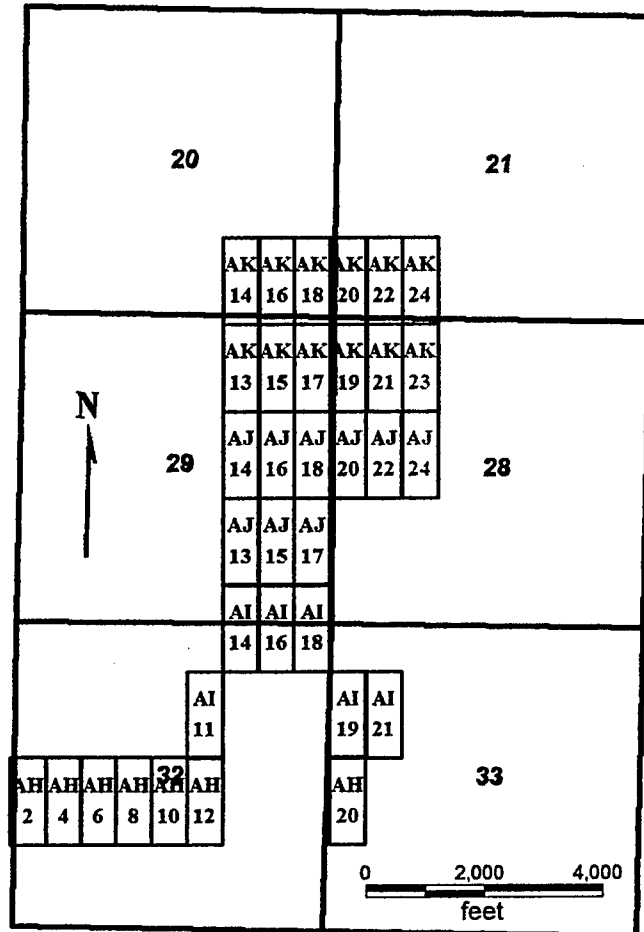 20 21
AK AK AK AK AK AK
14 16 18 20 22 24
AK AK AK AK AK AK
13 15 17 19 21 23
N
AJ AJ AJ AJ AJ AJ
29 14 16 18 20 22 24 28
AJ AJ AJ
13 15 17
AI AI AI
14 16 18
AI AI AI
11 19 21
32 33
AH AH AH AH AH AH AH
2 4 6 8 10 12 20
0 2,000 4,000
feet